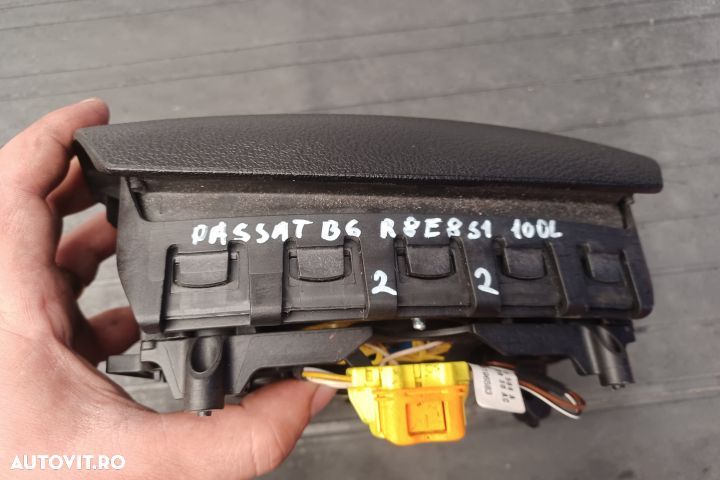 PASSAT B6 R8E8S1 100L
2 2
AUTOVIT.RO